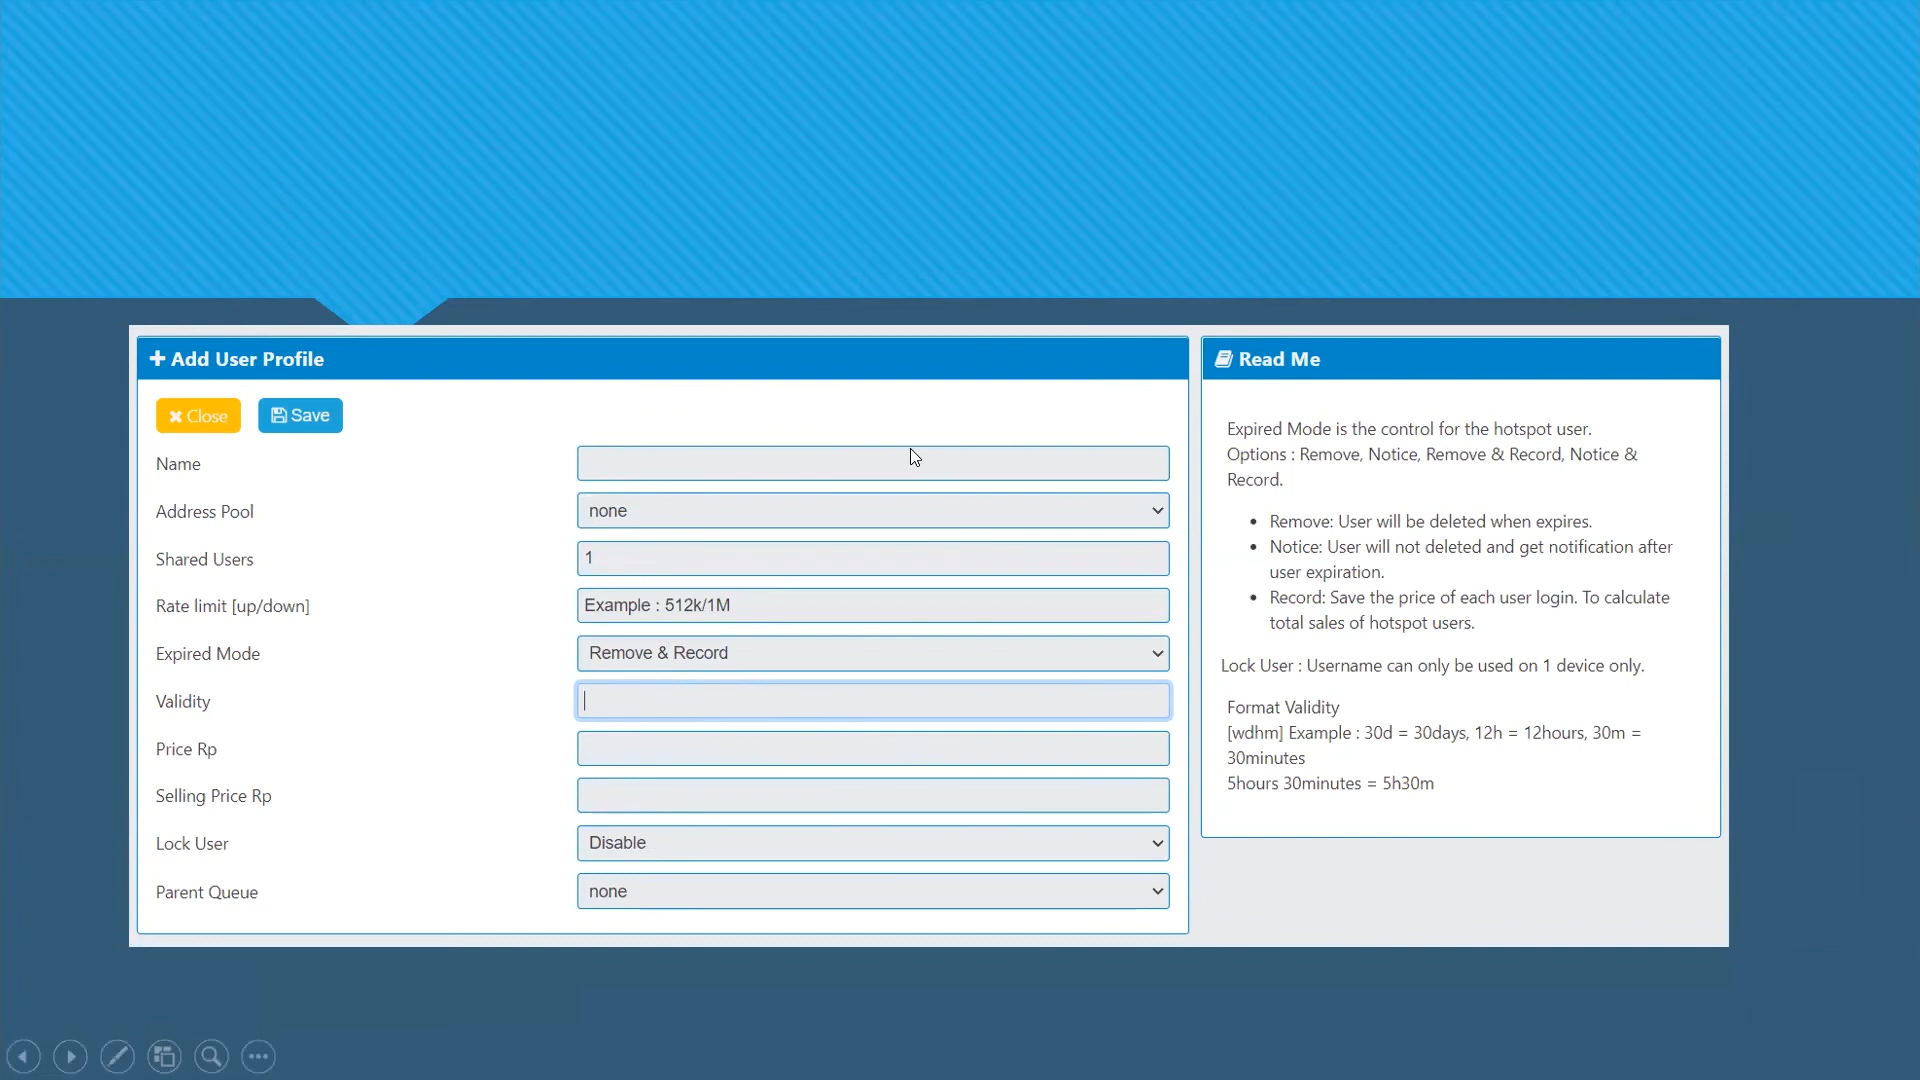 Add User Profile
Close Save
Name
Address Pool none
Shared Users 1
Rate limit [up/down] Example : 512k/1M
Expired Mode Remove & Record
Validity
Price Rp
Selling Price Rp
Lock User Disable
Parent Queue none
Read Me
Expired Mode is the control for the hotspot user.
Options : Remove, Notice, Remove & Record, Notice &
Record.
• Remove: User will be deleted when expires.
• Notice: User will not deleted and get notification after
user expiration.
• Record: Save the price of each user login. To calculate
total sales of hotspot users.
Lock User : Username can only be used on 1 device only.
Format Validity
[wdhm] Example : 30d = 30days, 12h = 12hours, 30m =
30minutes
5hours 30minutes = 5h30m